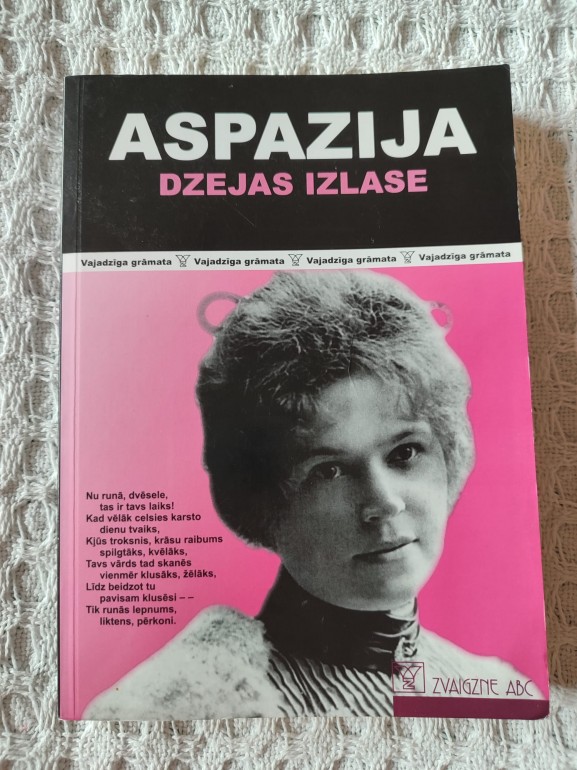 ASPAZIJA
DZEJAS IZLASE
Vajadzīga grāmata Vajadzīga grāmata Vajadzīga grāmata Vajadzīga grāmata
Nu runā, dvēsele,
tas ir tavs laiks!
Kad vēlāk celsies karsto
dienu tvaiks,
Kļūs troksnis, krāsu raibums
spilgtāks, kvēlāks,
Tavs vārds tad skanēs
vienmēr klusāks, žēlāks,
Līdz beidzot tu
pavisam klusēsi – –
Tik runās lepnums,
liktens, pērkoni.
ZVAIGZNE ABC